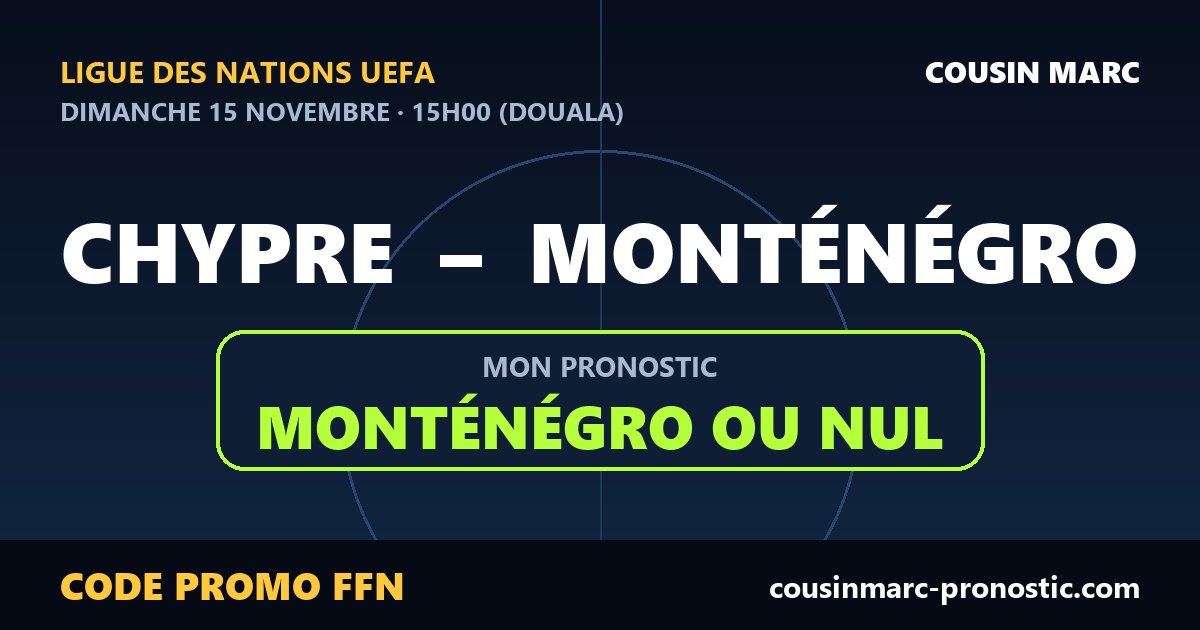 LIGUE DES NATIONS UEFA
COUSIN MARC
DIMANCHE 15 NOVEMBRE · 15H00 (DOUALA)
CHYPRE – MONTÉNÉGRO
MON PRONOSTIC
MONTÉNÉGRO OU NUL
CODE PROMO FFN
cousinmarc-pronostic.com